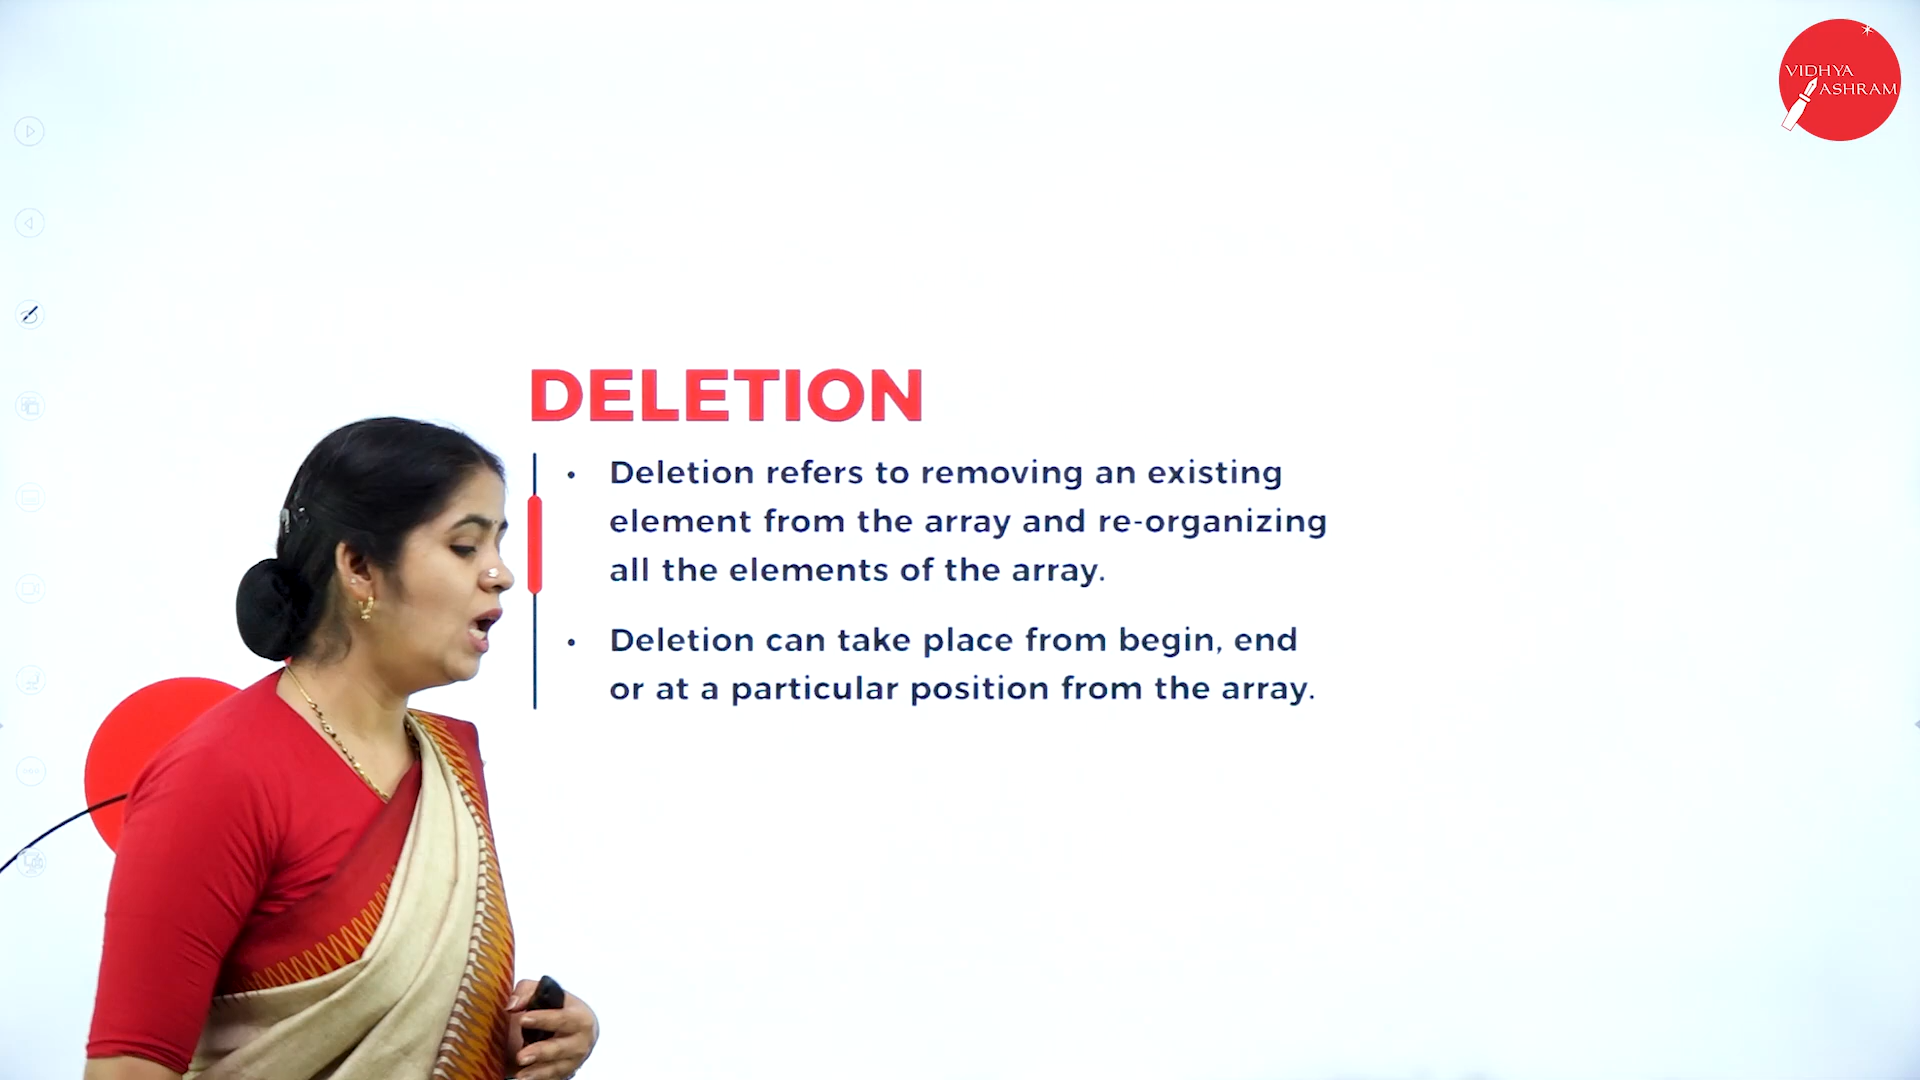 VIDHYA
ASHRAM
DELETION
• Deletion refers to removing an existing
element from the array and re-organizing
all the elements of the array.
• Deletion can take place from begin, end
or at a particular position from the array.